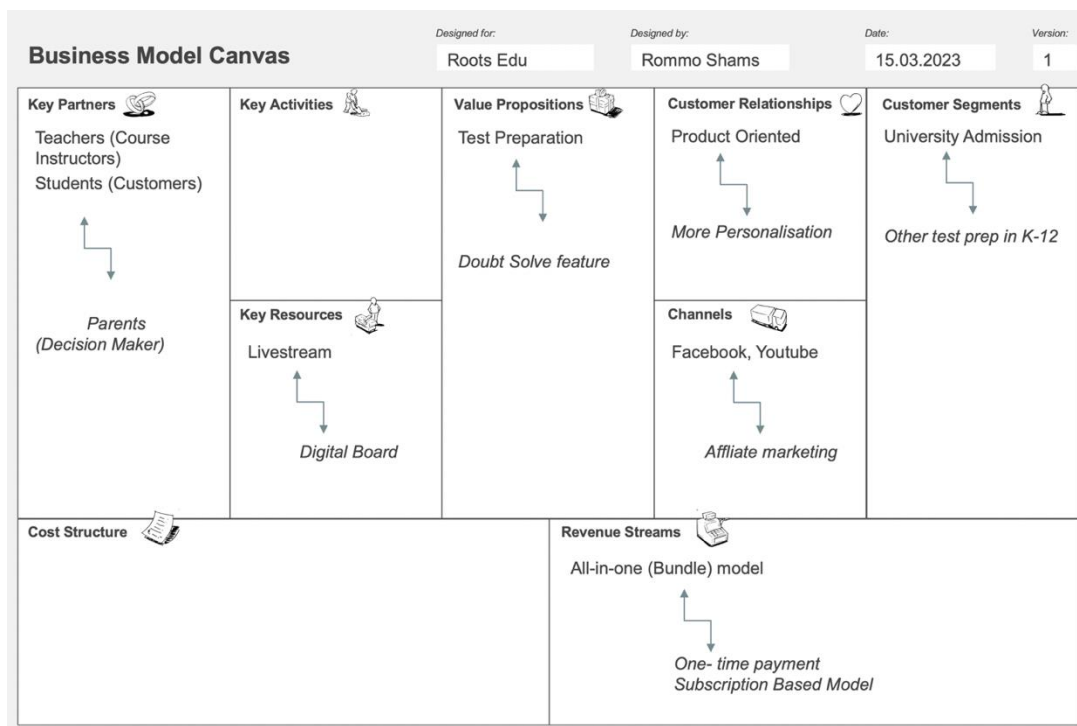 Business Model Canvas
Designed for:
Roots Edu
Designed by:
Rommo Shams
Date:
15.03.2023
Version:
1
Key Partners
Teachers (Course
Instructors)
Students (Customers)
Parents
(Decision Maker)
Key Activities
Key Resources
Livestream
Digital Board
Value Propositions
Test Preparation
Doubt Solve feature
Customer Relationships
Product Oriented
More Personalisation
Channels
Facebook, Youtube
Affliate marketing
Customer Segments
University Admission
Other test prep in K-12
Cost Structure
Revenue Streams
All-in-one (Bundle) model
One- time payment
Subscription Based Model